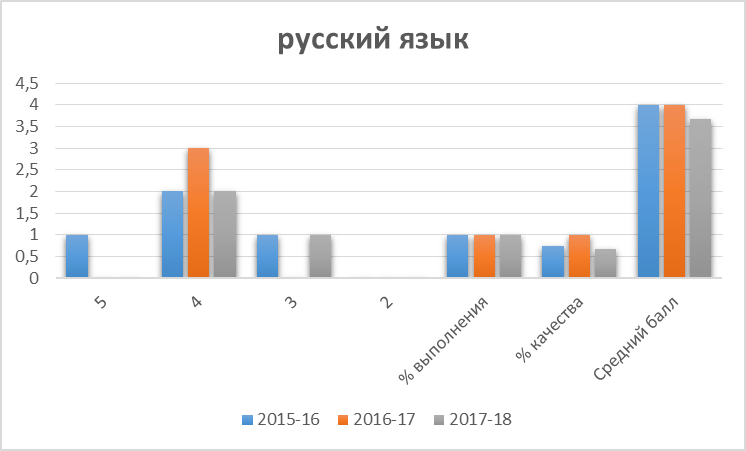 русский язык
4,5
4
3,5
3
2,5
2
1,5
1
0,5
0
5
4
3
2
% выполнения
% качества
Средний балл
2015-16 2016-17 2017-18